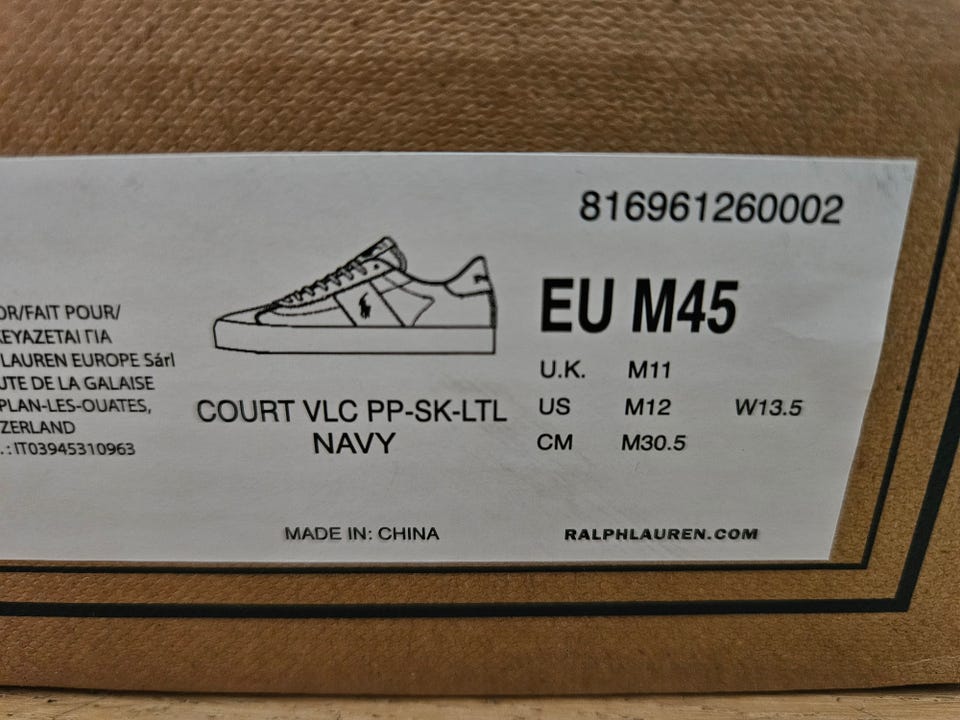 816961260002
OR/FAIT POUR/
ΚΕΥΑΖΕΤΑΙ ΓΙΑ
LAUREN EUROPE Sárl
UTE DE LA GALAISE
PLAN-LES-OUATES,
ZERLAND
.: IT03945310963
COURT VLC PP-SK-LTL
NAVY
MADE IN: CHINA
EU M45
U.K. M11
US M12 W13.5
CM M30.5
RALPHLAUREN.COM